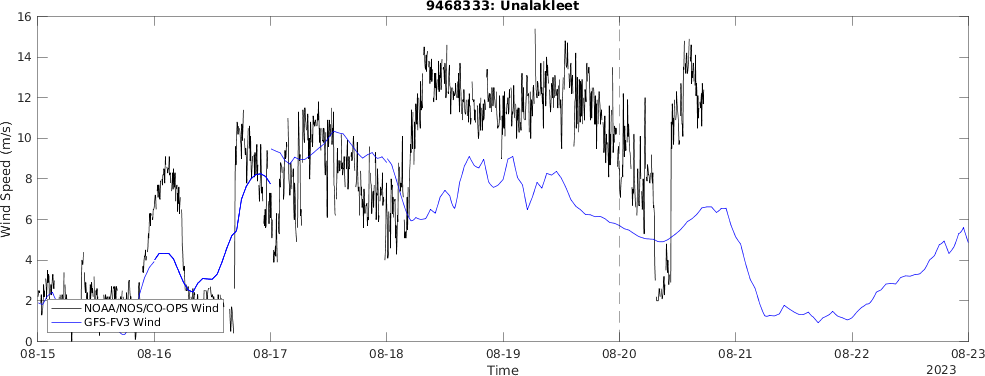 9468333: Unalakleet
Wind Speed (m/s)
16
14
12
10
8
6
4
2
0
NOAA/NOS/CO-OPS Wind
GFS-FV3 Wind
08-15 08-16 08-17 08-18 08-19 08-20 08-21 08-22 08-23
Time
2023